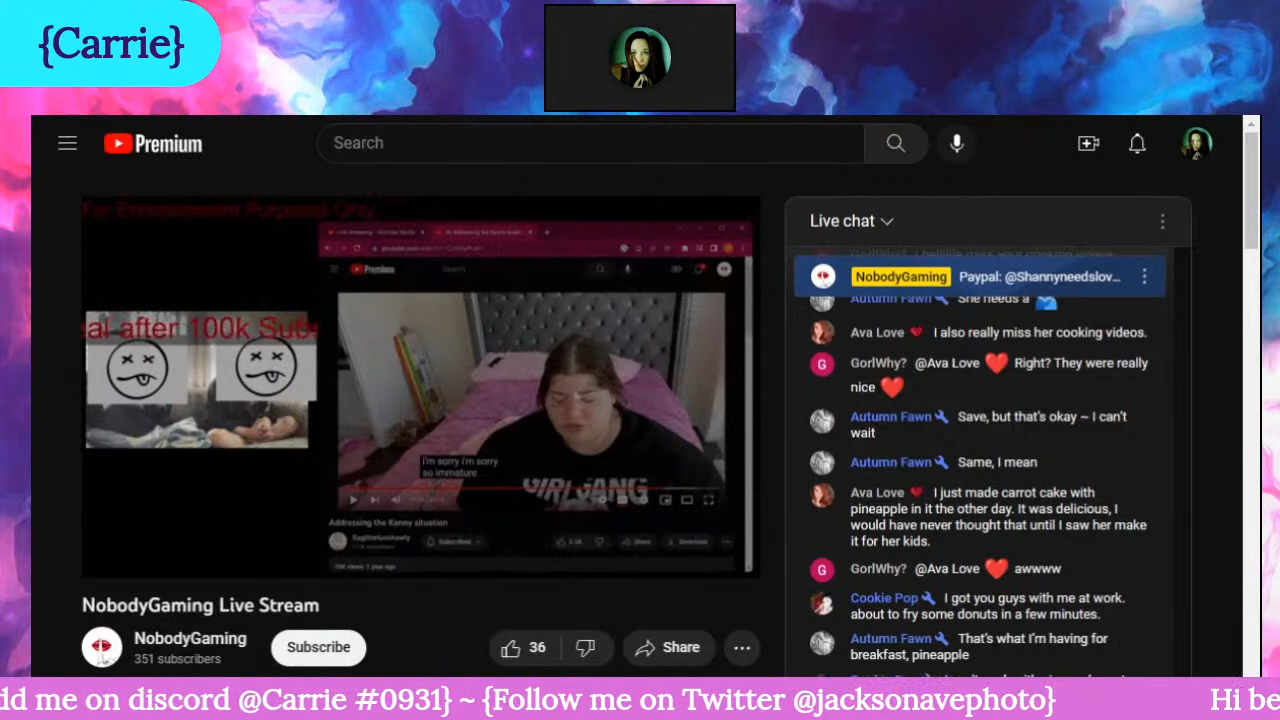 {Carrie}
Premium
Search
For Entertainment Purposes Only
al after 100k Subs
Premium
Search
i'm sorry i'm sorry
so immature
GIRLGANG
Addressing the Kenny situation
Subscribed
Share
Download
NobodyGaming Live Stream
NobodyGaming
351 subscribers
Subscribe
36
Share
Live chat
NobodyGaming Paypal: @Shannyneedslov...
Autumn Fawn She needs a
Ava Love I also really miss her cooking videos.
G
GorlWhy? @Ava Love Right? They were really
nice
Autumn Fawn Save, but that's okay ~ I can't
wait
Autumn Fawn Same, I mean
Ava Love I just made carrot cake with
pineapple in it the other day. It was delicious, I
would have never thought that until I saw her make
it for her kids.
G
GorlWhy? @Ava Love awwww
Cookie Pop I got you guys with me at work.
about to fry some donuts in a few minutes.
Autumn Fawn That's what I'm having for
breakfast, pineapple
dd me on discord @Carrie #0931} ~ {Follow me on Twitter @jacksonavephoto} Hi be